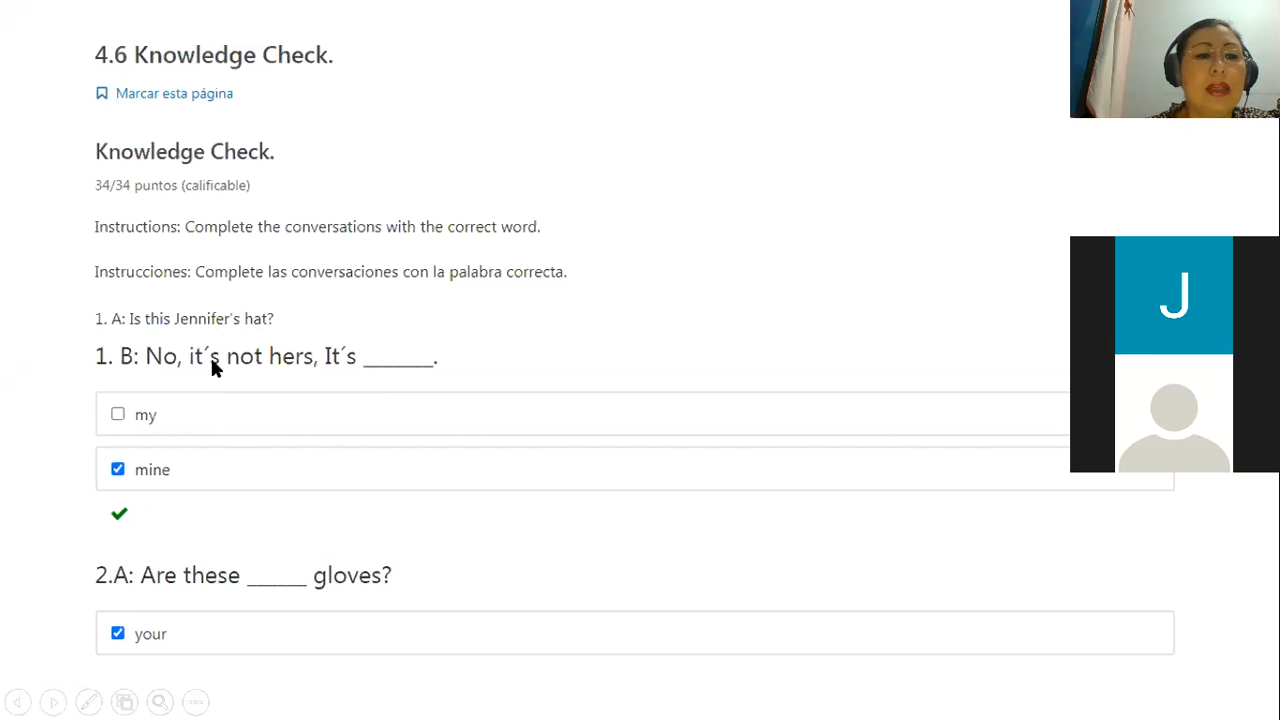 4.6 Knowledge Check.
Marcar esta página
Knowledge Check.
34/34 puntos (calificable)
Instructions: Complete the conversations with the correct word.
Instrucciones: Complete las conversaciones con la palabra correcta.
1. A: Is this Jennifer's hat?
1. B: No, it´s not hers, It´s _______.
my
mine
2.A: Are these ______ gloves?
your
J